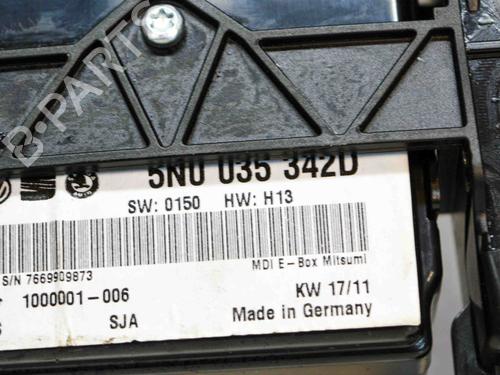 B-PARTS
5N0 035 342D
SW: 0150 HW: H13
S/N 7669909873
MDI E-Box Mitsumi
1000001-006
KW 17/11
SJA
Made in Germany